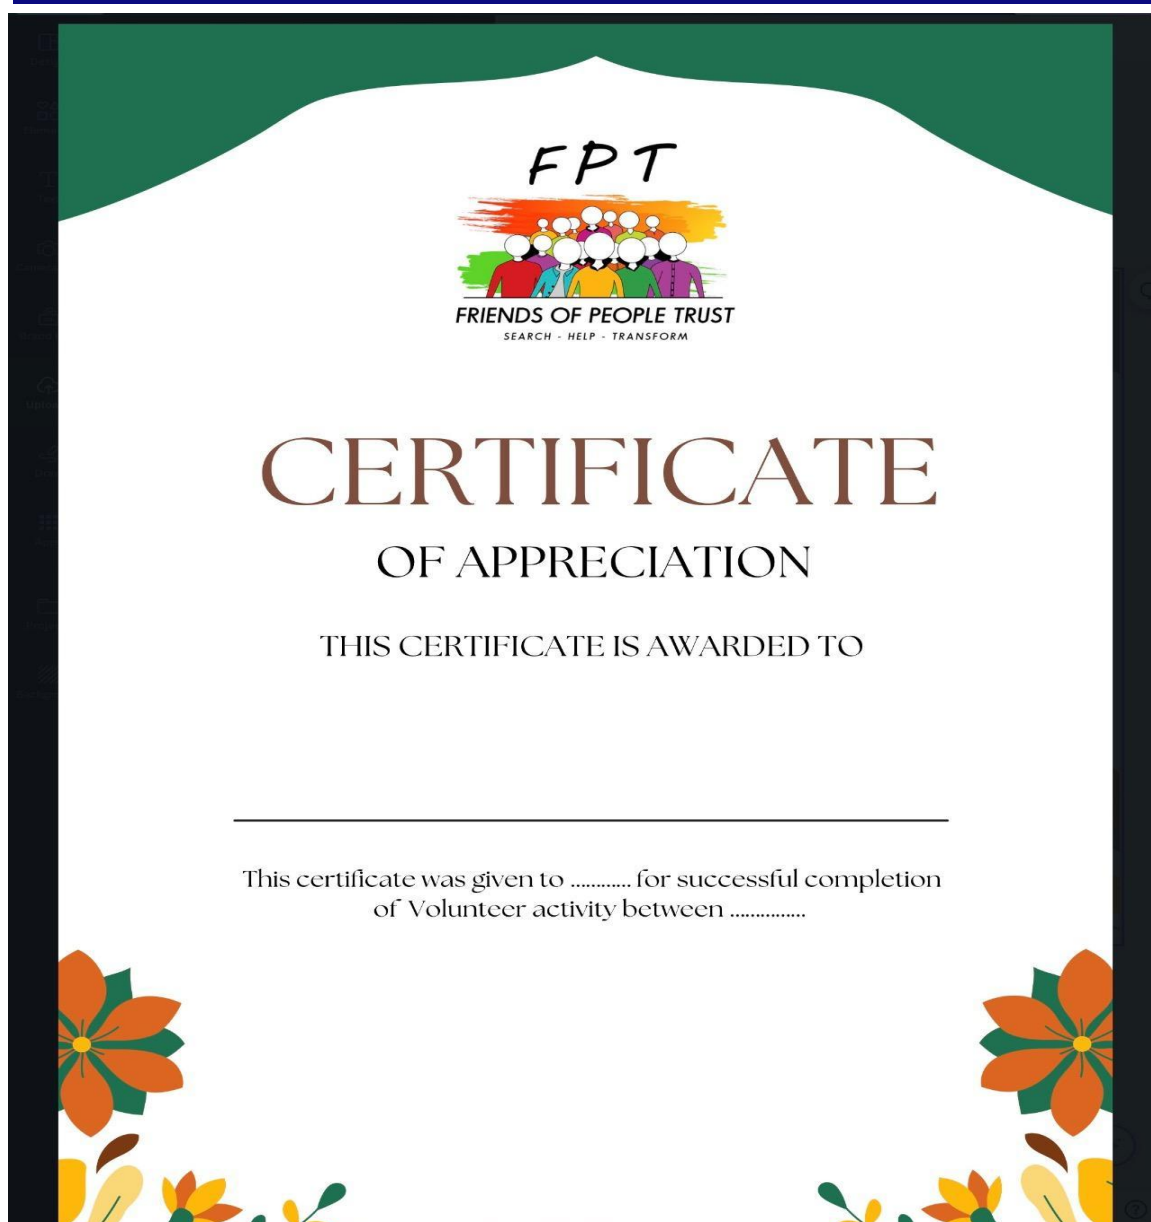 FPT
FRIENDS OF PEOPLE TRUST
SEARCH - HELP - TRANSFORM
CERTIFICATE
OF APPRECIATION
THIS CERTIFICATE IS AWARDED TO
This certificate was given to ........... for successful completion
of Volunteer activity between ..............